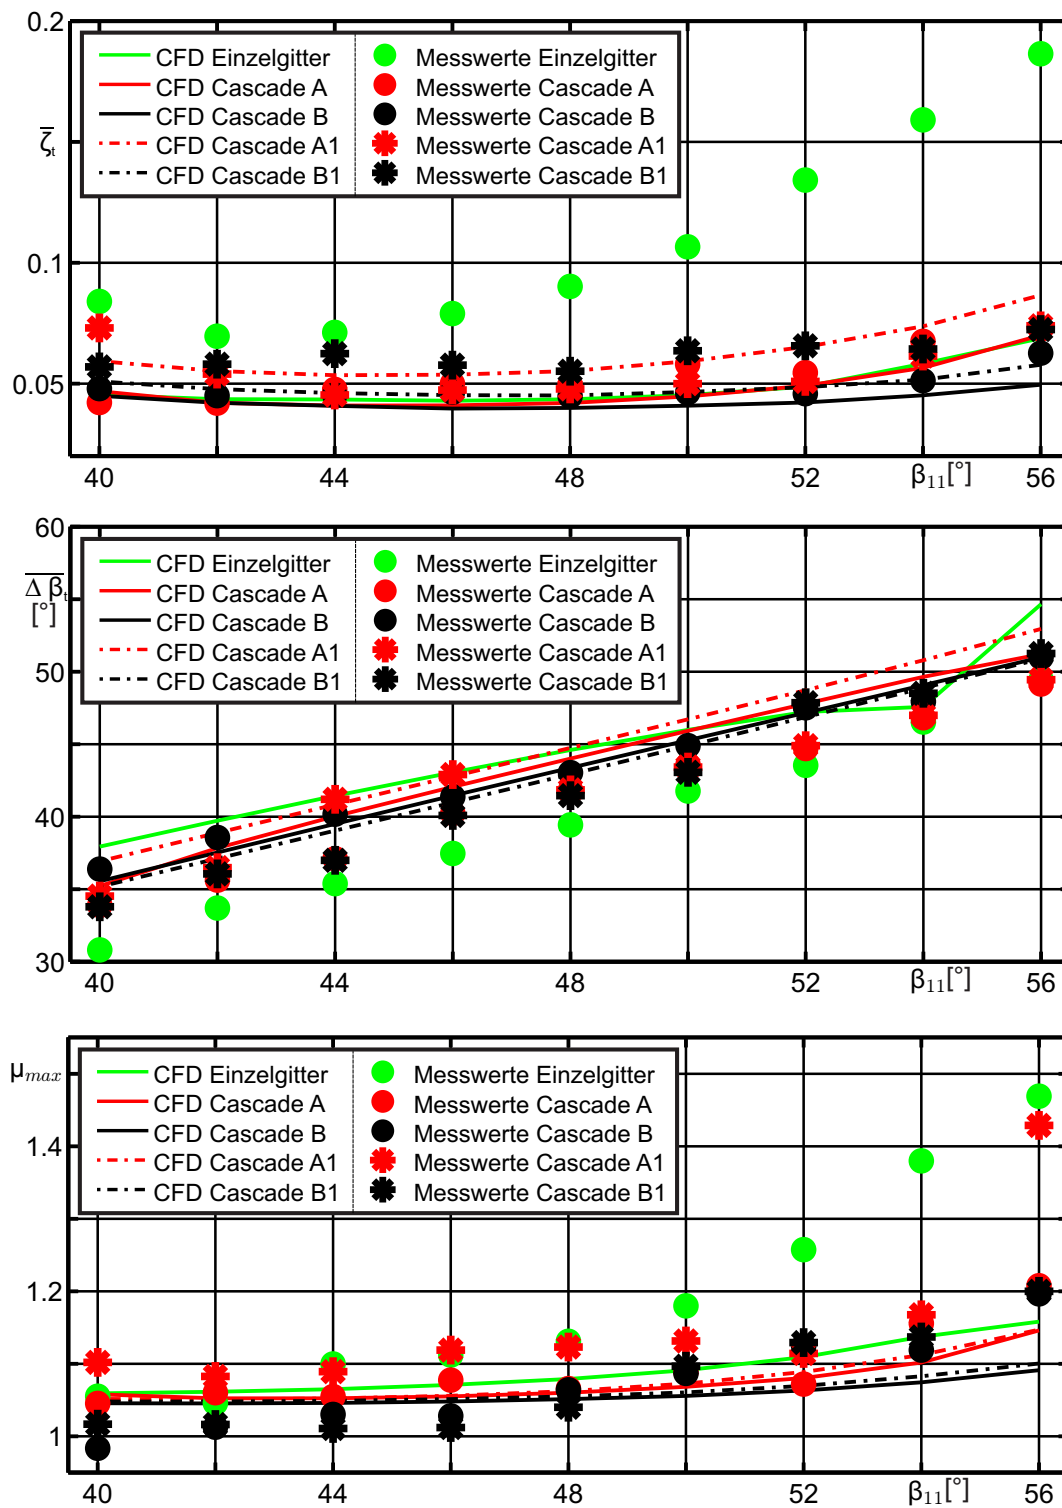 0.2
CFD Einzelgitter Messwerte Einzelgitter
CFD Cascade A Messwerte Cascade A
CFD Cascade B Messwerte Cascade B
ζt
CFD Cascade A1 Messwerte Cascade A1
CFD Cascade B1 Messwerte Cascade B1
0.1
0.05
40 44 48 52 β11[°] 56
60
CFD Einzelgitter Messwerte Einzelgitter
Δ βt
CFD Cascade A Messwerte Cascade A
[°]
CFD Cascade B Messwerte Cascade B
CFD Cascade A1 Messwerte Cascade A1
CFD Cascade B1 Messwerte Cascade B1
50
40
30
40 44 48 52 β11[°] 56
μmax
CFD Einzelgitter Messwerte Einzelgitter
CFD Cascade A Messwerte Cascade A
CFD Cascade B Messwerte Cascade B
1.4
CFD Cascade A1 Messwerte Cascade A1
CFD Cascade B1 Messwerte Cascade B1
1.2
1
40 44 48 52 β11[°] 56